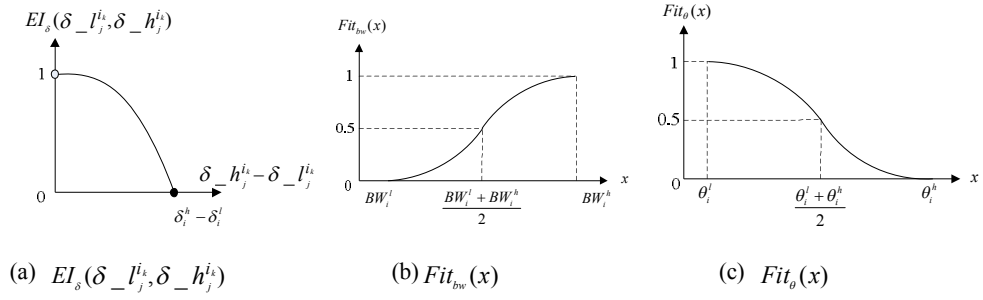 EI_δ(δ_l_j^{i_k},δ_h_j^{i_k})
1
0
δ_h_j^{i_k}−δ_l_j^{i_k}
δ_i^h−δ_i^l
(a) EI_δ(δ_l_j^{i_k},δ_h_j^{i_k})
Fit_{bw}(x)
1
0.5
0
BW_i^l
BW_i^l+BW_i^h
2
BW_i^h
x
(b) Fit_{bw}(x)
Fit_θ(x)
1
0.5
0
θ_i^l
θ_i^l+θ_i^h
2
θ_i^h
x
(c) Fit_θ(x)